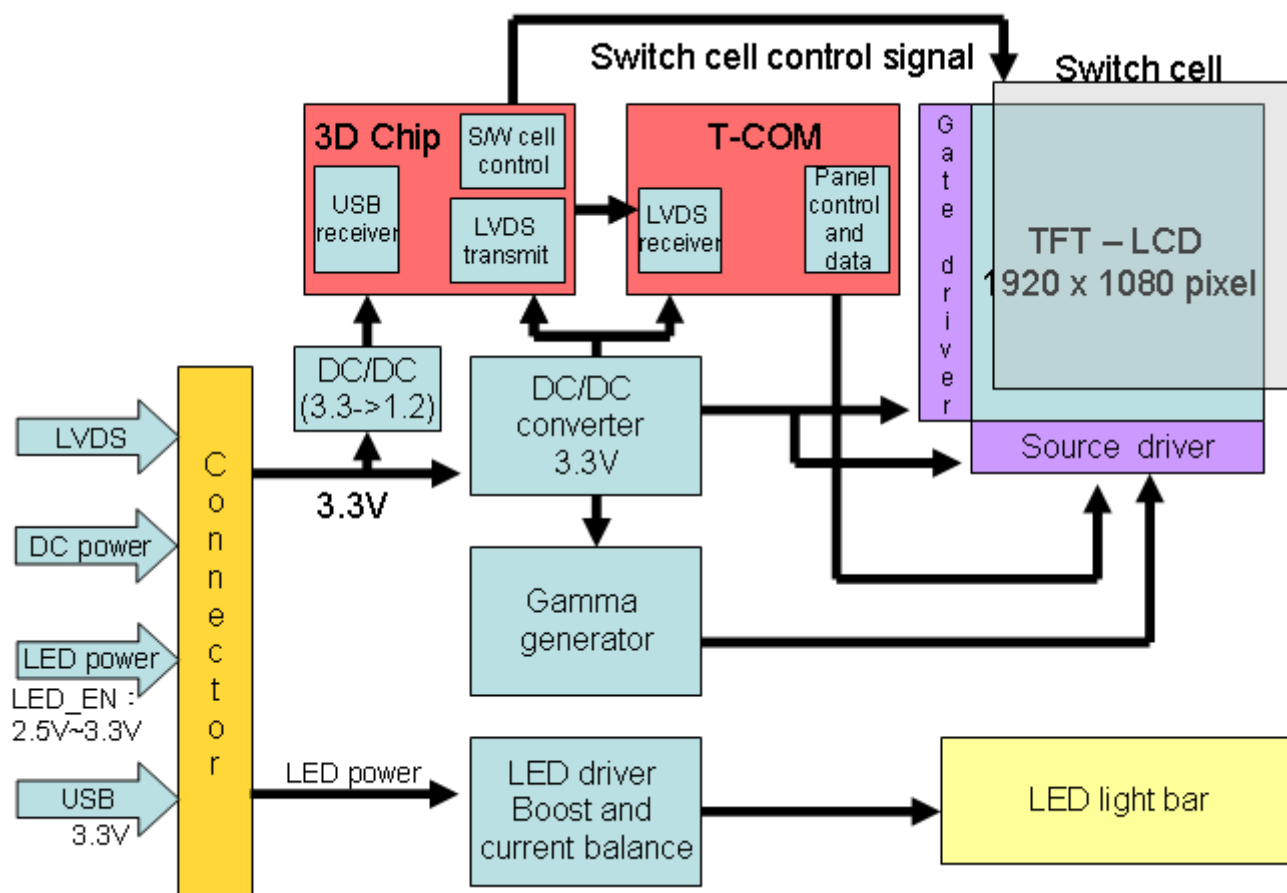 Switch cell control signal
Switch cell
3D Chip
S/W cell
control
USB
receiver
LVDS
transmit
T-COM
LVDS
receiver
Panel
control
and
data
Gate driver
TFT – LCD
1920 x 1080 pixel
Source driver
DC/DC
(3.3->1.2)
DC/DC
converter
3.3V
3.3V
Connector
LVDS
DC power
LED power
LED_EN :
2.5V~3.3V
USB
3.3V
Gamma
generator
LED power
LED driver
Boost and
current balance
LED light bar